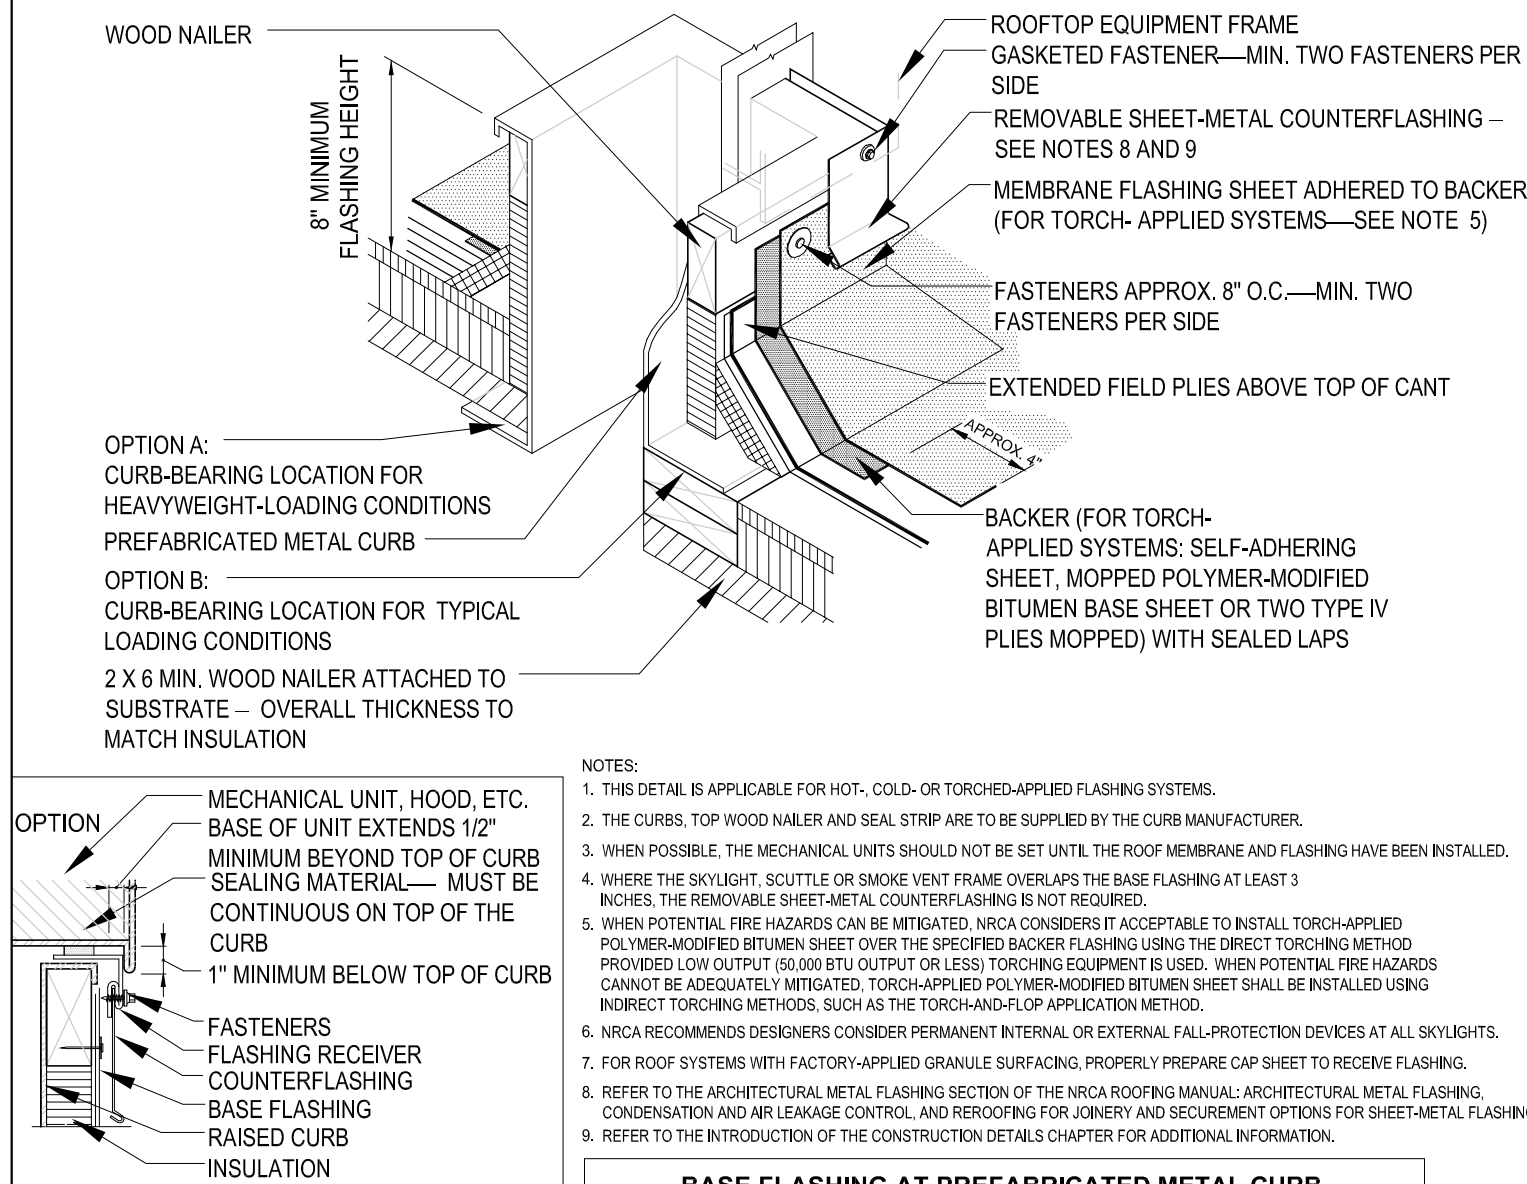 WOOD NAILER
8" MINIMUM
FLASHING HEIGHT
ROOFTOP EQUIPMENT FRAME
GASKETED FASTENER—MIN. TWO FASTENERS PER
SIDE
REMOVABLE SHEET-METAL COUNTERFLASHING –
SEE NOTES 8 AND 9
MEMBRANE FLASHING SHEET ADHERED TO BACKER
(FOR TORCH- APPLIED SYSTEMS—SEE NOTE 5)
FASTENERS APPROX. 8" O.C.—MIN. TWO
FASTENERS PER SIDE
EXTENDED FIELD PLIES ABOVE TOP OF CANT
APPROX. 4"
BACKER (FOR TORCH-
APPLIED SYSTEMS: SELF-ADHERING
SHEET, MOPPED POLYMER-MODIFIED
BITUMEN BASE SHEET OR TWO TYPE IV
PLIES MOPPED) WITH SEALED LAPS
OPTION A:
CURB-BEARING LOCATION FOR
HEAVYWEIGHT-LOADING CONDITIONS
PREFABRICATED METAL CURB
OPTION B:
CURB-BEARING LOCATION FOR TYPICAL
LOADING CONDITIONS
2 X 6 MIN. WOOD NAILER ATTACHED TO
SUBSTRATE – OVERALL THICKNESS TO
MATCH INSULATION
OPTION
MECHANICAL UNIT, HOOD, ETC.
BASE OF UNIT EXTENDS 1/2"
MINIMUM BEYOND TOP OF CURB
SEALING MATERIAL— MUST BE
CONTINUOUS ON TOP OF THE
CURB
1" MINIMUM BELOW TOP OF CURB
FASTENERS
FLASHING RECEIVER
COUNTERFLASHING
BASE FLASHING
RAISED CURB
INSULATION
NOTES:
1. THIS DETAIL IS APPLICABLE FOR HOT-, COLD- OR TORCHED-APPLIED FLASHING SYSTEMS.
2. THE CURBS, TOP WOOD NAILER AND SEAL STRIP ARE TO BE SUPPLIED BY THE CURB MANUFACTURER.
3. WHEN POSSIBLE, THE MECHANICAL UNITS SHOULD NOT BE SET UNTIL THE ROOF MEMBRANE AND FLASHING HAVE BEEN INSTALLED.
4. WHERE THE SKYLIGHT, SCUTTLE OR SMOKE VENT FRAME OVERLAPS THE BASE FLASHING AT LEAST 3
INCHES, THE REMOVABLE SHEET-METAL COUNTERFLASHING IS NOT REQUIRED.
5. WHEN POTENTIAL FIRE HAZARDS CAN BE MITIGATED, NRCA CONSIDERS IT ACCEPTABLE TO INSTALL TORCH-APPLIED
POLYMER-MODIFIED BITUMEN SHEET OVER THE SPECIFIED BACKER FLASHING USING THE DIRECT TORCHING METHOD
PROVIDED LOW OUTPUT (50,000 BTU OUTPUT OR LESS) TORCHING EQUIPMENT IS USED. WHEN POTENTIAL FIRE HAZARDS
CANNOT BE ADEQUATELY MITIGATED, TORCH-APPLIED POLYMER-MODIFIED BITUMEN SHEET SHALL BE INSTALLED USING
INDIRECT TORCHING METHODS, SUCH AS THE TORCH-AND-FLOP APPLICATION METHOD.
6. NRCA RECOMMENDS DESIGNERS CONSIDER PERMANENT INTERNAL OR EXTERNAL FALL-PROTECTION DEVICES AT ALL SKYLIGHTS.
7. FOR ROOF SYSTEMS WITH FACTORY-APPLIED GRANULE SURFACING, PROPERLY PREPARE CAP SHEET TO RECEIVE FLASHING.
8. REFER TO THE ARCHITECTURAL METAL FLASHING SECTION OF THE NRCA ROOFING MANUAL: ARCHITECTURAL METAL FLASHING,
CONDENSATION AND AIR LEAKAGE CONTROL, AND REROOFING FOR JOINERY AND SECUREMENT OPTIONS FOR SHEET-METAL FLASHING
9. REFER TO THE INTRODUCTION OF THE CONSTRUCTION DETAILS CHAPTER FOR ADDITIONAL INFORMATION.
BASE FLASHING AT PREFABRICATED METAL CURB